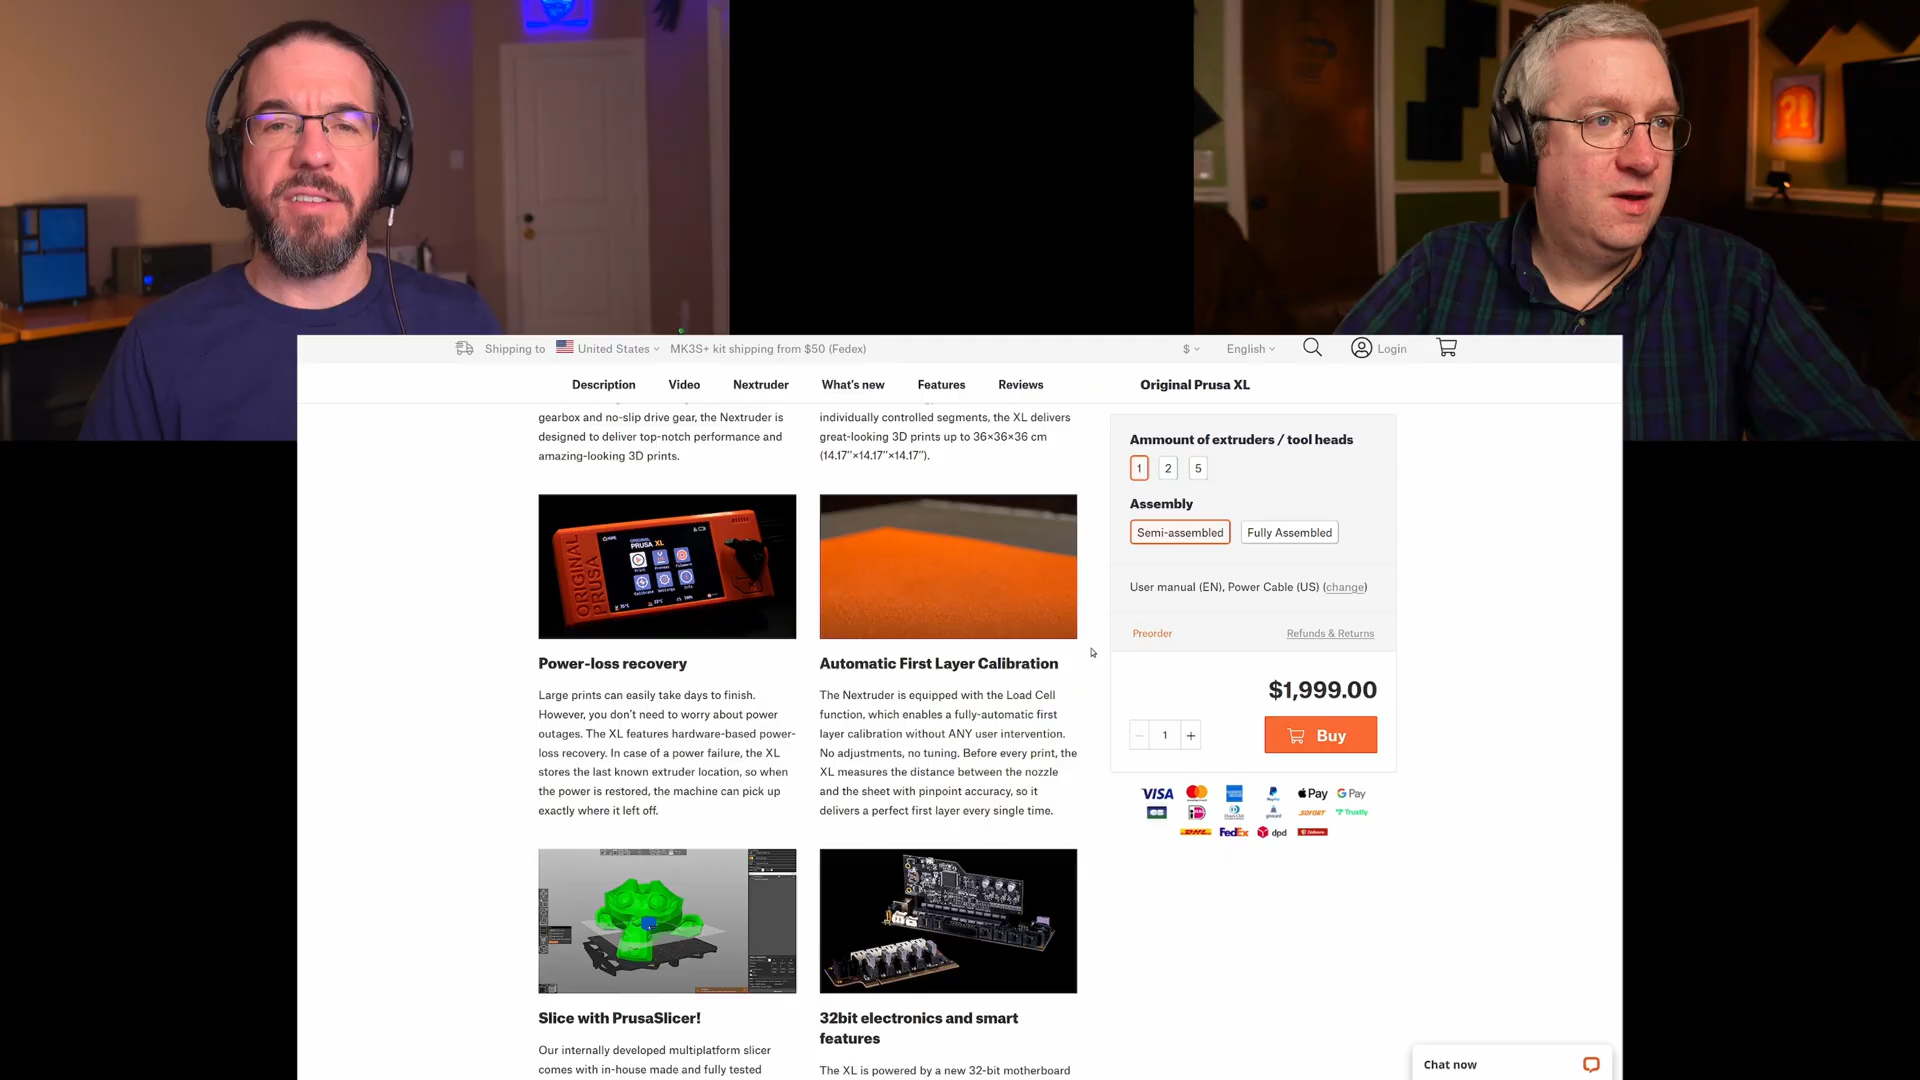 Shipping to United States MK3S+ kit shipping from $50 (Fedex) $ English Login
Description Video Nextruder What's new Features Reviews Original Prusa XL
gearbox and no-slip drive gear, the Nextruder is
designed to deliver top-notch performance and
amazing-looking 3D prints.
individually controlled segments, the XL delivers
great-looking 3D prints up to 36×36×36 cm
(14.17″×14.17″×14.17″).
ORIGINAL
PRUSA
PRUSA XL
Power-loss recovery
Large prints can easily take days to finish.
However, you don't need to worry about power
outages. The XL features hardware-based power-
loss recovery. In case of a power failure, the XL
stores the last known extruder location, so when
the power is restored, the machine can pick up
exactly where it left off.
Automatic First Layer Calibration
The Nextruder is equipped with the Load Cell
function, which enables a fully-automatic first
layer calibration without ANY user intervention.
No adjustments, no tuning. Before every print, the
XL measures the distance between the nozzle
and the sheet with pinpoint accuracy, so it
delivers a perfect first layer every single time.
Slice with PrusaSlicer!
Our internally developed multiplatform slicer
comes with in-house made and fully tested
32bit electronics and smart
features
The XL is powered by a new 32-bit motherboard
Ammount of extruders / tool heads
1 2 5
Assembly
Semi-assembled Fully Assembled
User manual (EN), Power Cable (US) (change)
Preorder Refunds & Returns
$1,999.00
− 1 + Buy
VISA Pay G Pay
SOFORT Trustly
DHL FedEx dpd
Chat now